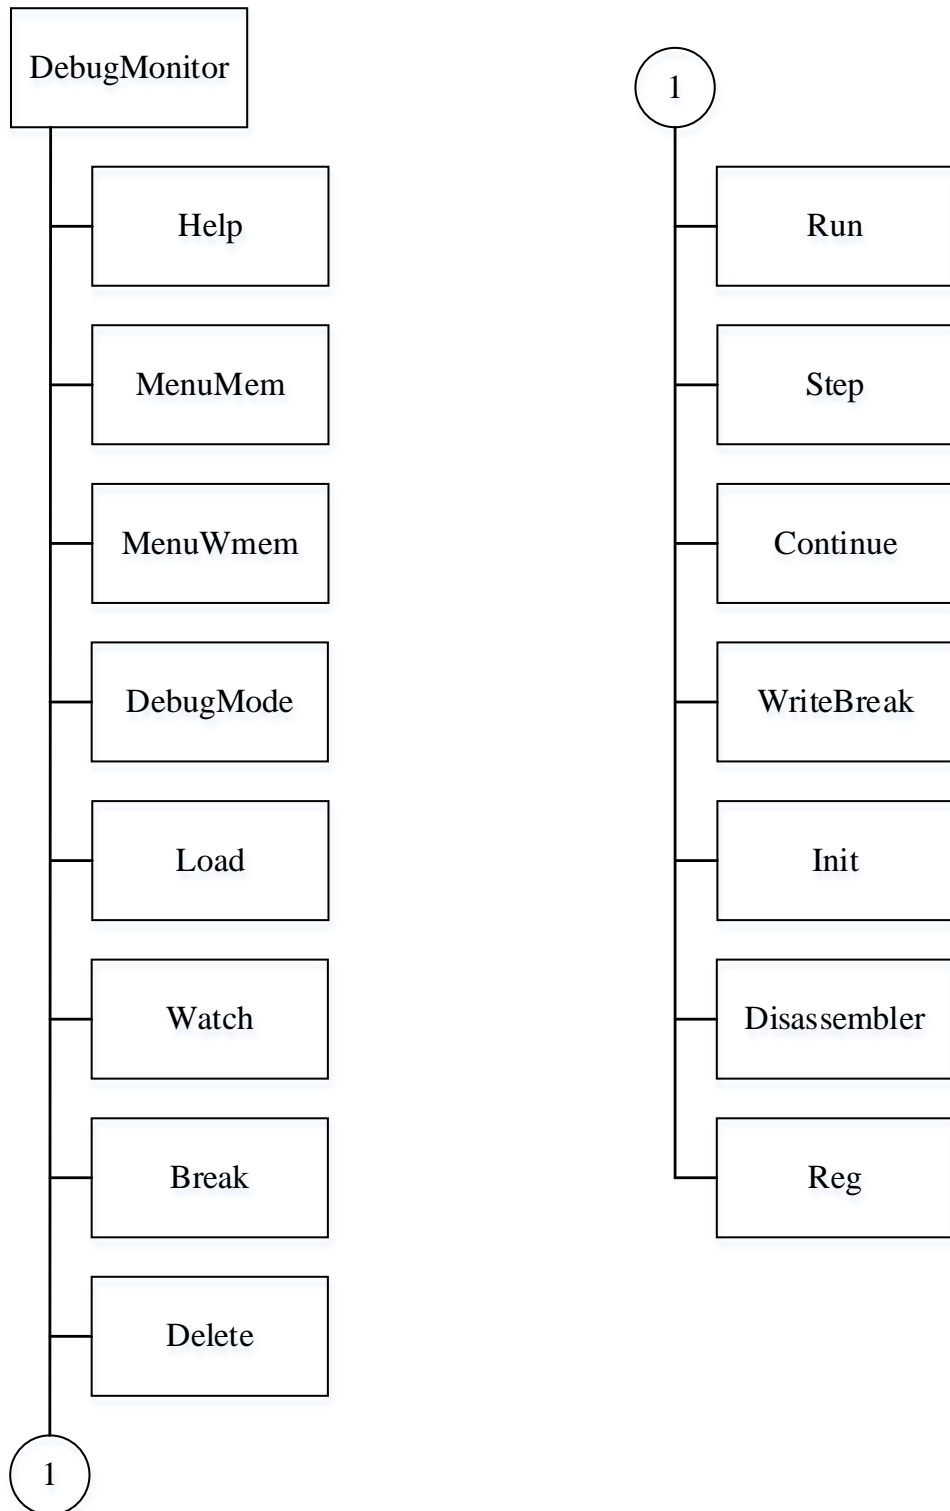 DebugMonitor
Help
MenuMem
MenuWmem
DebugMode
Load
Watch
Break
Delete
1
1
Run
Step
Continue
WriteBreak
Init
Disassembler
Reg